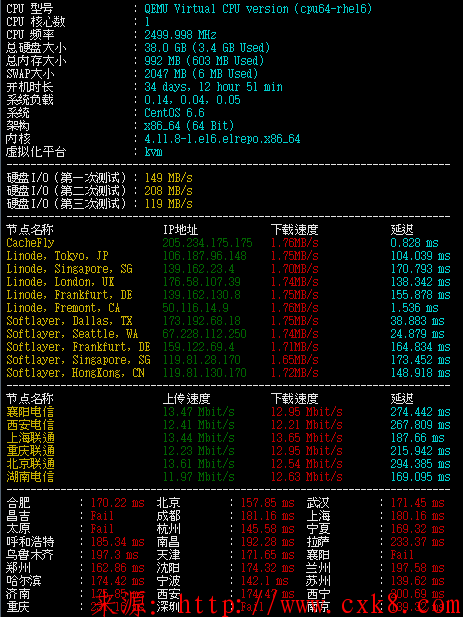 CPU 型号 : QEMU Virtual CPU version (cpu64-rhel6)
CPU 核心数 : 1
CPU 频率 : 2499.998 MHz
总硬盘大小 : 38.0 GB (3.4 GB Used)
总内存大小 : 992 MB (603 MB Used)
SWAP大小 : 2047 MB (6 MB Used)
开机时长 : 34 days, 12 hour 51 min
系统负载 : 0.14, 0.04, 0.05
系统 : CentOS 6.6
架构 : x86_64 (64 Bit)
内核 : 4.11.8-1.el6.elrepo.x86_64
虚拟化平台 : kvm
硬盘I/O (第一次测试) : 149 MB/s
硬盘I/O (第二次测试) : 208 MB/s
硬盘I/O (第三次测试) : 119 MB/s
节点名称 IP地址 下载速度 延迟
CacheFly 205.234.175.175 1.76MB/s 0.828 ms
Linode, Tokyo, JP 106.187.96.148 1.75MB/s 104.039 ms
Linode, Singapore, SG 139.162.23.4 1.70MB/s 170.793 ms
Linode, London, UK 176.58.107.39 1.74MB/s 138.342 ms
Linode, Frankfurt, DE 139.162.130.8 1.75MB/s 155.878 ms
Linode, Fremont, CA 50.116.14.9 1.76MB/s 1.536 ms
Softlayer, Dallas, TX 173.192.68.18 1.75MB/s 38.883 ms
Softlayer, Seattle, WA 67.228.112.250 1.74MB/s 24.879 ms
Softlayer, Frankfurt, DE 159.122.69.4 1.71MB/s 164.834 ms
Softlayer, Singapore, SG 119.81.28.170 1.65MB/s 173.452 ms
Softlayer, HongKong, CN 119.81.130.170 1.72MB/s 148.918 ms
节点名称 上传速度 下载速度 延迟
襄阳电信 13.47 Mbit/s 12.95 Mbit/s 274.442 ms
西安电信 12.41 Mbit/s 12.21 Mbit/s 267.809 ms
上海联通 13.44 Mbit/s 13.65 Mbit/s 187.66 ms
重庆联通 12.23 Mbit/s 12.95 Mbit/s 215.942 ms
北京联通 13.61 Mbit/s 12.54 Mbit/s 294.385 ms
湖南电信 11.97 Mbit/s 12.63 Mbit/s 169.095 ms
合肥 : 170.22 ms 北京 : 157.85 ms 武汉 : 171.45 ms
昌吉 : Fail 成都 : 181.16 ms 上海 : 180.16 ms
太原 : Fail 杭州 : 145.58 ms 宁夏 : 169.32 ms
呼和浩特 : 185.34 ms 南昌 : 192.28 ms 拉萨 : 233.37 ms
乌鲁木齐 : 197.3 ms 天津 : 171.65 ms 襄阳 : Fail
郑州 : 162.86 ms 沈阳 : 174.32 ms 兰州 : 197.58 ms
哈尔滨 : 174.42 ms 宁波 : 142.1 ms 苏州 : 139.62 ms
济南 : ms 西安 : 174.47 ms 西宁 : ms
重庆 : ms 深圳 : Fail 南京 : ms
来源: http://www.cxk8.com